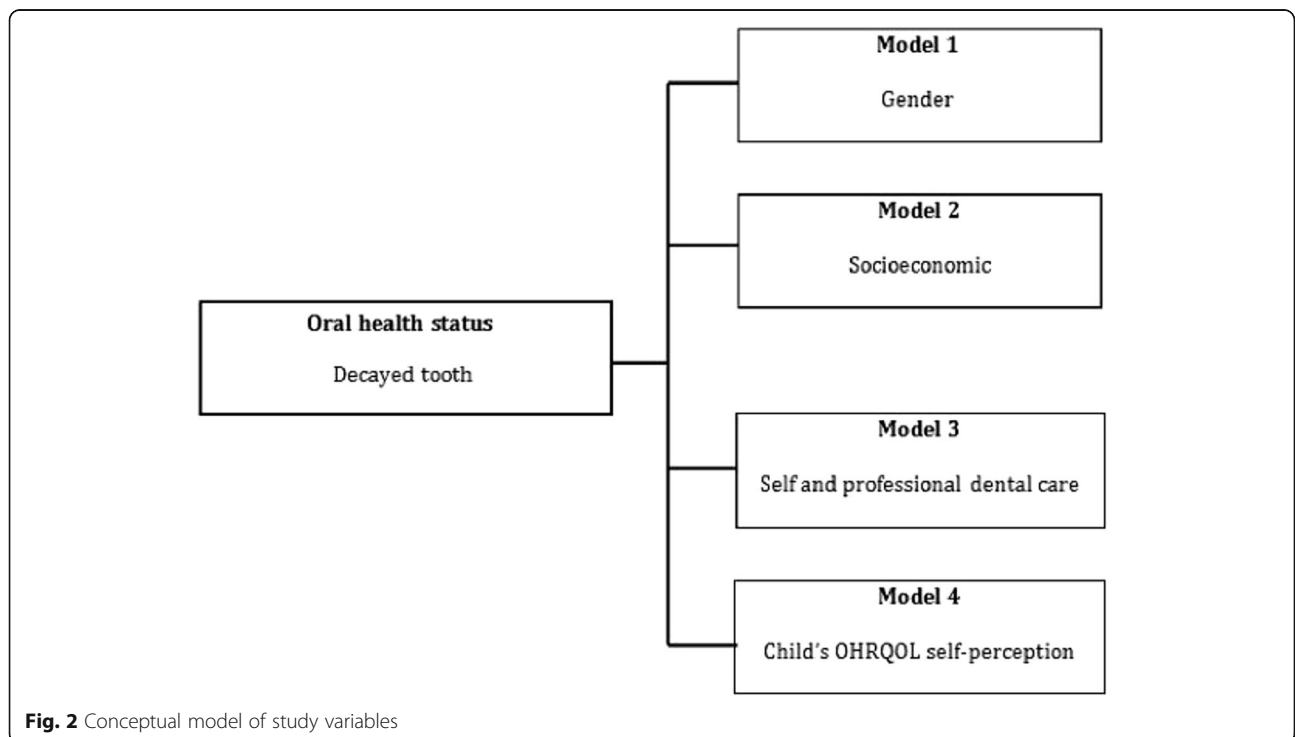 Model 1
Gender
Model 2
Socioeconomic
Oral health status
Decayed tooth
Model 3
Self and professional dental care
Model 4
Child's OHRQOL self-perception
Fig. 2 Conceptual model of study variables